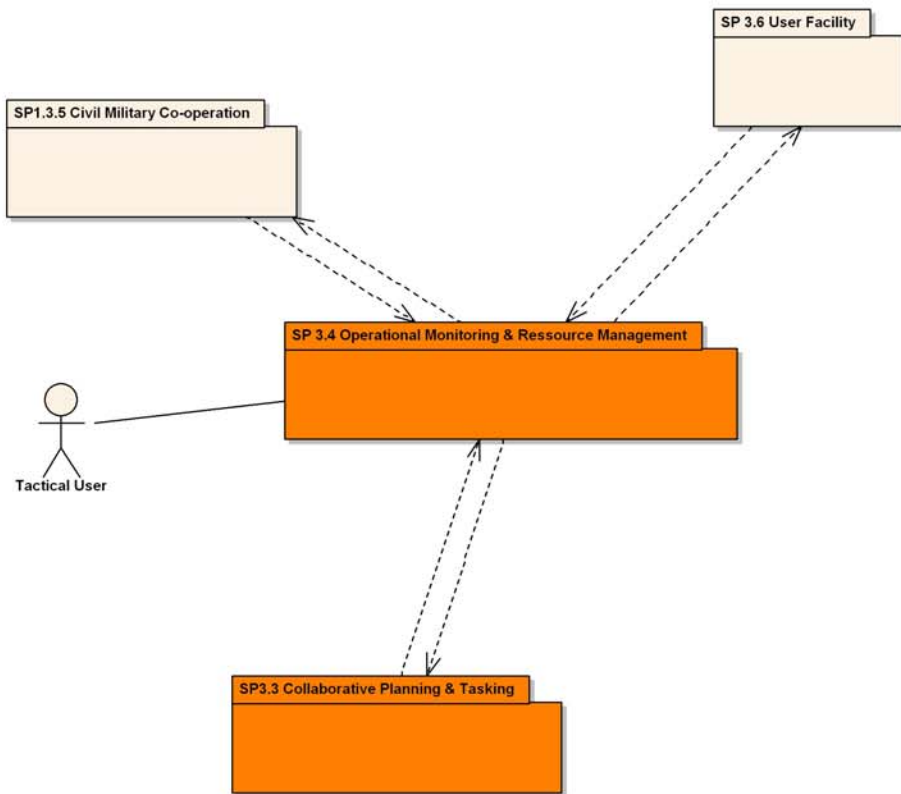 SP 3.6 User Facility
SP1.3.5 Civil Military Co-operation
SP 3.4 Operational Monitoring & Ressource Management
Tactical User
SP3.3 Collaborative Planning & Tasking